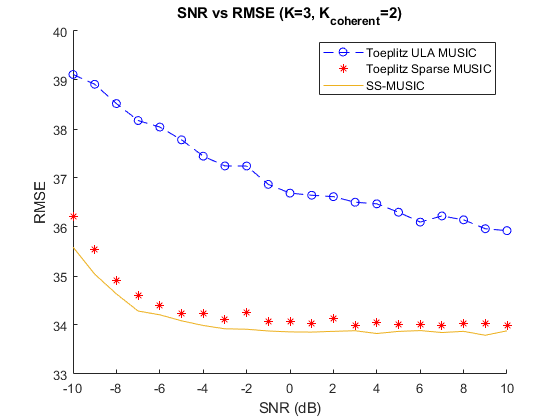 SNR vs RMSE (K=3, K_coherent=2)
Toeplitz ULA MUSIC
Toeplitz Sparse MUSIC
SS-MUSIC
RMSE
40
39
38
37
36
35
34
33
-10 -8 -6 -4 -2 0 2 4 6 8 10
SNR (dB)